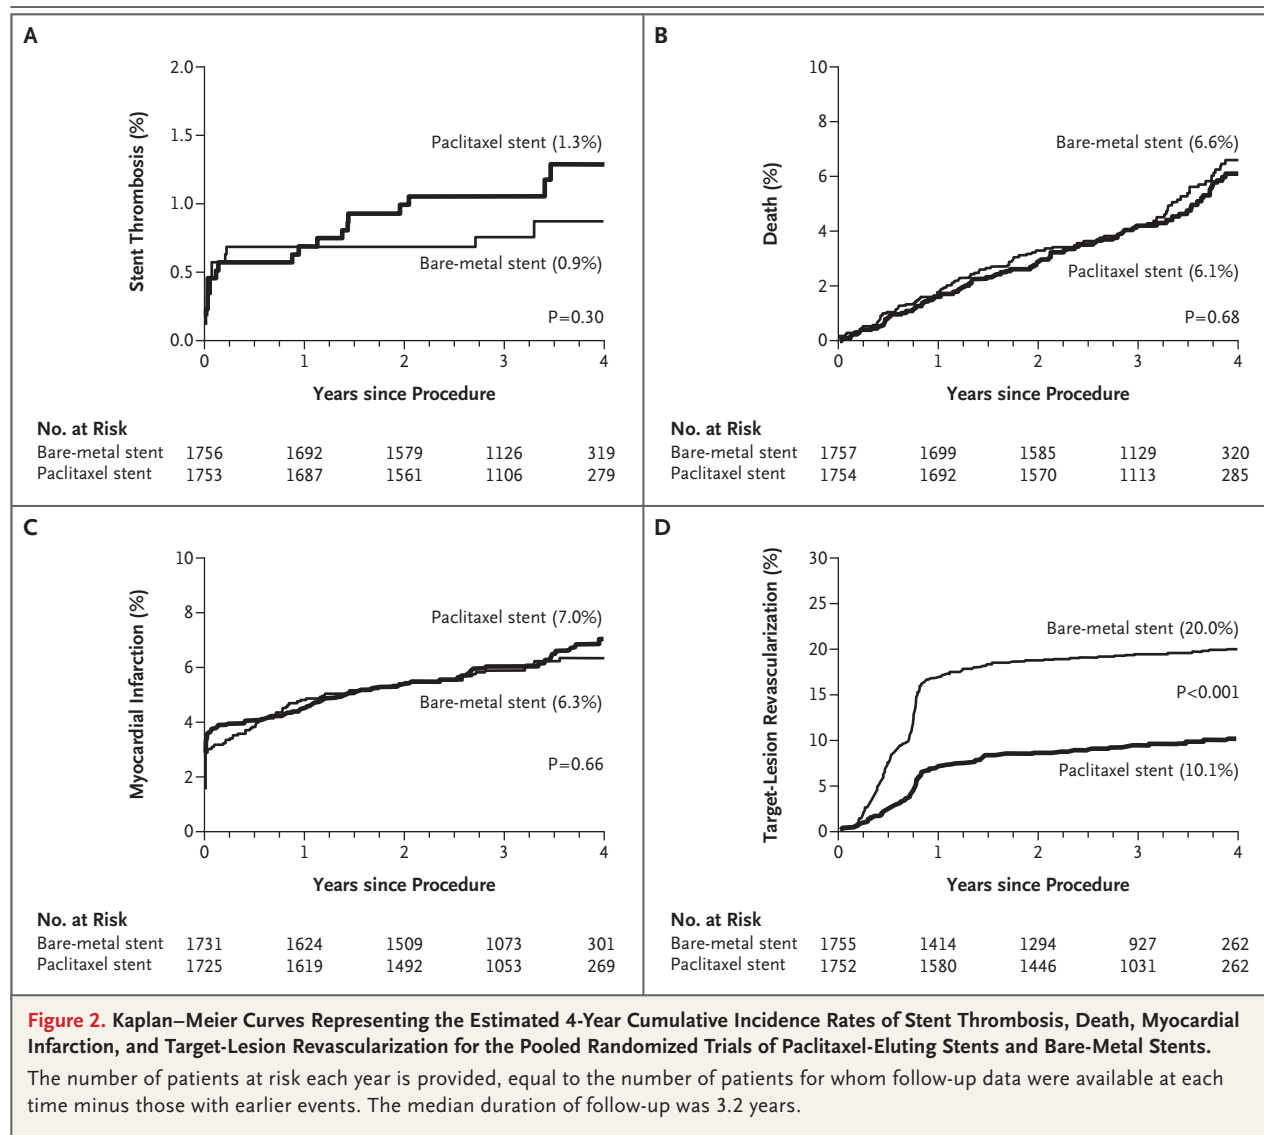 A
Stent Thrombosis (%)
2.0
1.5
1.0
0.5
0.0
Paclitaxel stent (1.3%)
Bare-metal stent (0.9%)
P=0.30
0 1 2 3 4
Years since Procedure
No. at Risk
Bare-metal stent 1756 1692 1579 1126 319
Paclitaxel stent 1753 1687 1561 1106 279
B
Death (%)
10
8
6
4
2
0
Bare-metal stent (6.6%)
Paclitaxel stent (6.1%)
P=0.68
0 1 2 3 4
Years since Procedure
No. at Risk
Bare-metal stent 1757 1699 1585 1129 320
Paclitaxel stent 1754 1692 1570 1113 285
C
Myocardial Infarction (%)
10
8
6
4
2
0
Paclitaxel stent (7.0%)
Bare-metal stent (6.3%)
P=0.66
0 1 2 3 4
Years since Procedure
No. at Risk
Bare-metal stent 1731 1624 1509 1073 301
Paclitaxel stent 1725 1619 1492 1053 269
D
Target-Lesion Revascularization (%)
30
25
20
15
10
5
0
Bare-metal stent (20.0%)
P<0.001
Paclitaxel stent (10.1%)
0 1 2 3 4
Years since Procedure
No. at Risk
Bare-metal stent 1755 1414 1294 927 262
Paclitaxel stent 1752 1580 1446 1031 262
Figure 2. Kaplan–Meier Curves Representing the Estimated 4-Year Cumulative Incidence Rates of Stent Thrombosis, Death, Myocardial
Infarction, and Target-Lesion Revascularization for the Pooled Randomized Trials of Paclitaxel-Eluting Stents and Bare-Metal Stents.
The number of patients at risk each year is provided, equal to the number of patients for whom follow-up data were available at each
time minus those with earlier events. The median duration of follow-up was 3.2 years.